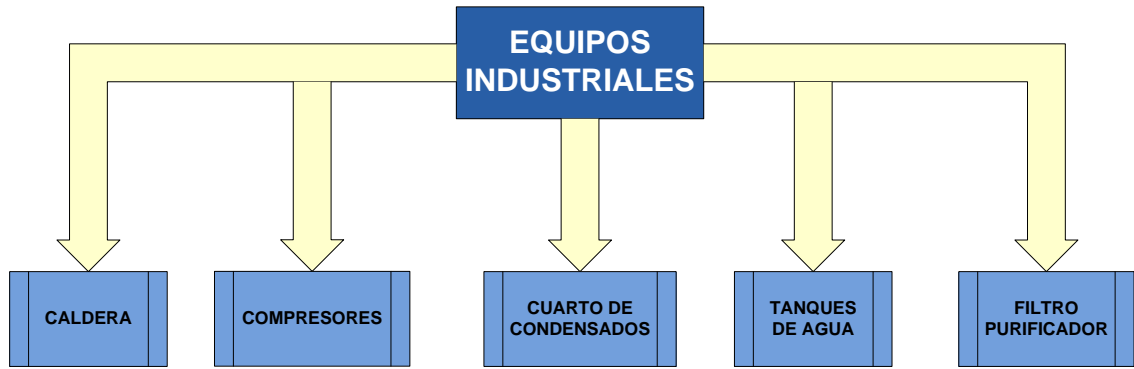 EQUIPOS
INDUSTRIALES
CALDERA
COMPRESORES
CUARTO DE
CONDENSADOS
TANQUES
DE AGUA
FILTRO
PURIFICADOR